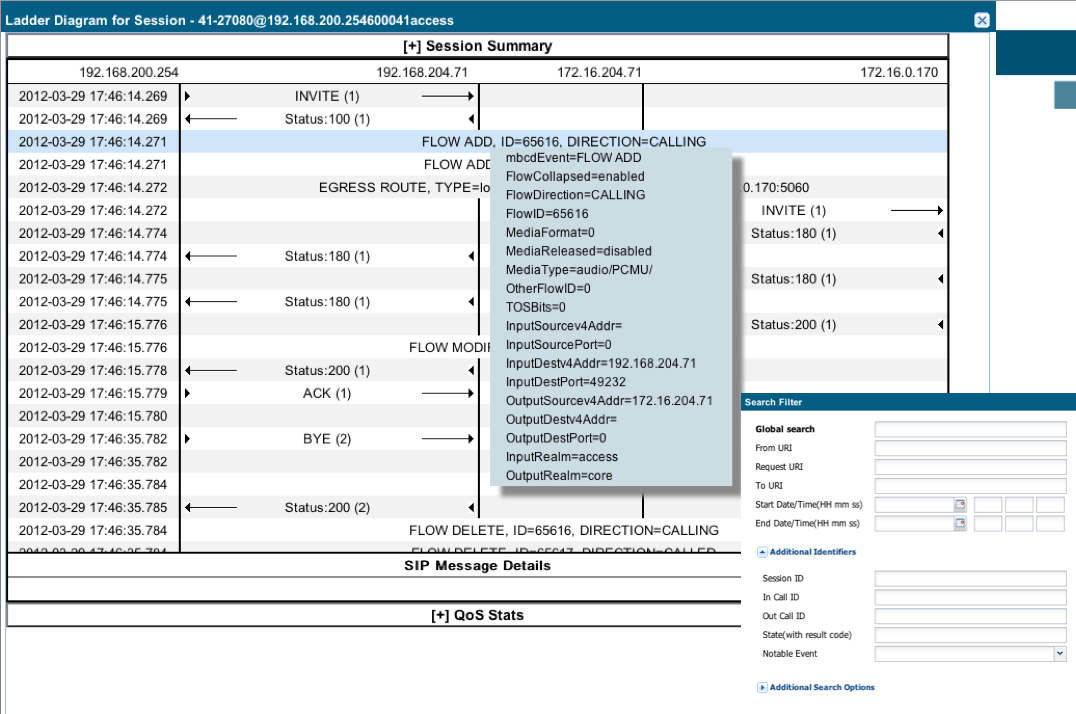 Ladder Diagram for Session - 41-27080@192.168.200.254600041access
[+] Session Summary
192.168.200.254 192.168.204.71 172.16.204.71 172.16.0.170
2012-03-29 17:46:14.269 INVITE (1)
2012-03-29 17:46:14.269 Status:100 (1)
2012-03-29 17:46:14.271 FLOW ADD, ID=65616, DIRECTION=CALLING
2012-03-29 17:46:14.271 FLOW ADD
2012-03-29 17:46:14.272 EGRESS ROUTE, TYPE=lo 0.170:5060
2012-03-29 17:46:14.272 INVITE (1)
2012-03-29 17:46:14.774 Status:180 (1)
2012-03-29 17:46:14.774 Status:180 (1)
2012-03-29 17:46:14.775 Status:180 (1)
2012-03-29 17:46:14.775 Status:180 (1)
2012-03-29 17:46:15.776 Status:200 (1)
2012-03-29 17:46:15.776 FLOW MODI
2012-03-29 17:46:15.778 Status:200 (1)
2012-03-29 17:46:15.779 ACK (1)
2012-03-29 17:46:15.780
2012-03-29 17:46:35.782 BYE (2)
2012-03-29 17:46:35.782
2012-03-29 17:46:35.784
2012-03-29 17:46:35.785 Status:200 (2)
2012-03-29 17:46:35.784 FLOW DELETE, ID=65616, DIRECTION=CALLING
2012-03-29 17:46:35.784 FLOW DELETE, ID=65617, DIRECTION=CALLED
mbcdEvent=FLOW ADD
FlowCollapsed=enabled
FlowDirection=CALLING
FlowID=65616
MediaFormat=0
MediaReleased=disabled
MediaType=audio/PCMU/
OtherFlowID=0
TOSBits=0
InputSourcev4Addr=
InputSourcePort=0
InputDestv4Addr=192.168.204.71
InputDestPort=49232
OutputSourcev4Addr=172.16.204.71
OutputDestv4Addr=
OutputDestPort=0
InputRealm=access
OutputRealm=core
SIP Message Details
[+] QoS Stats
Search Filter
Global search
From URI
Request URI
To URI
Start Date/Time(HH mm ss)
End Date/Time(HH mm ss)
Additional Identifiers
Session ID
In Call ID
Out Call ID
State(with result code)
Notable Event
Additional Search Options